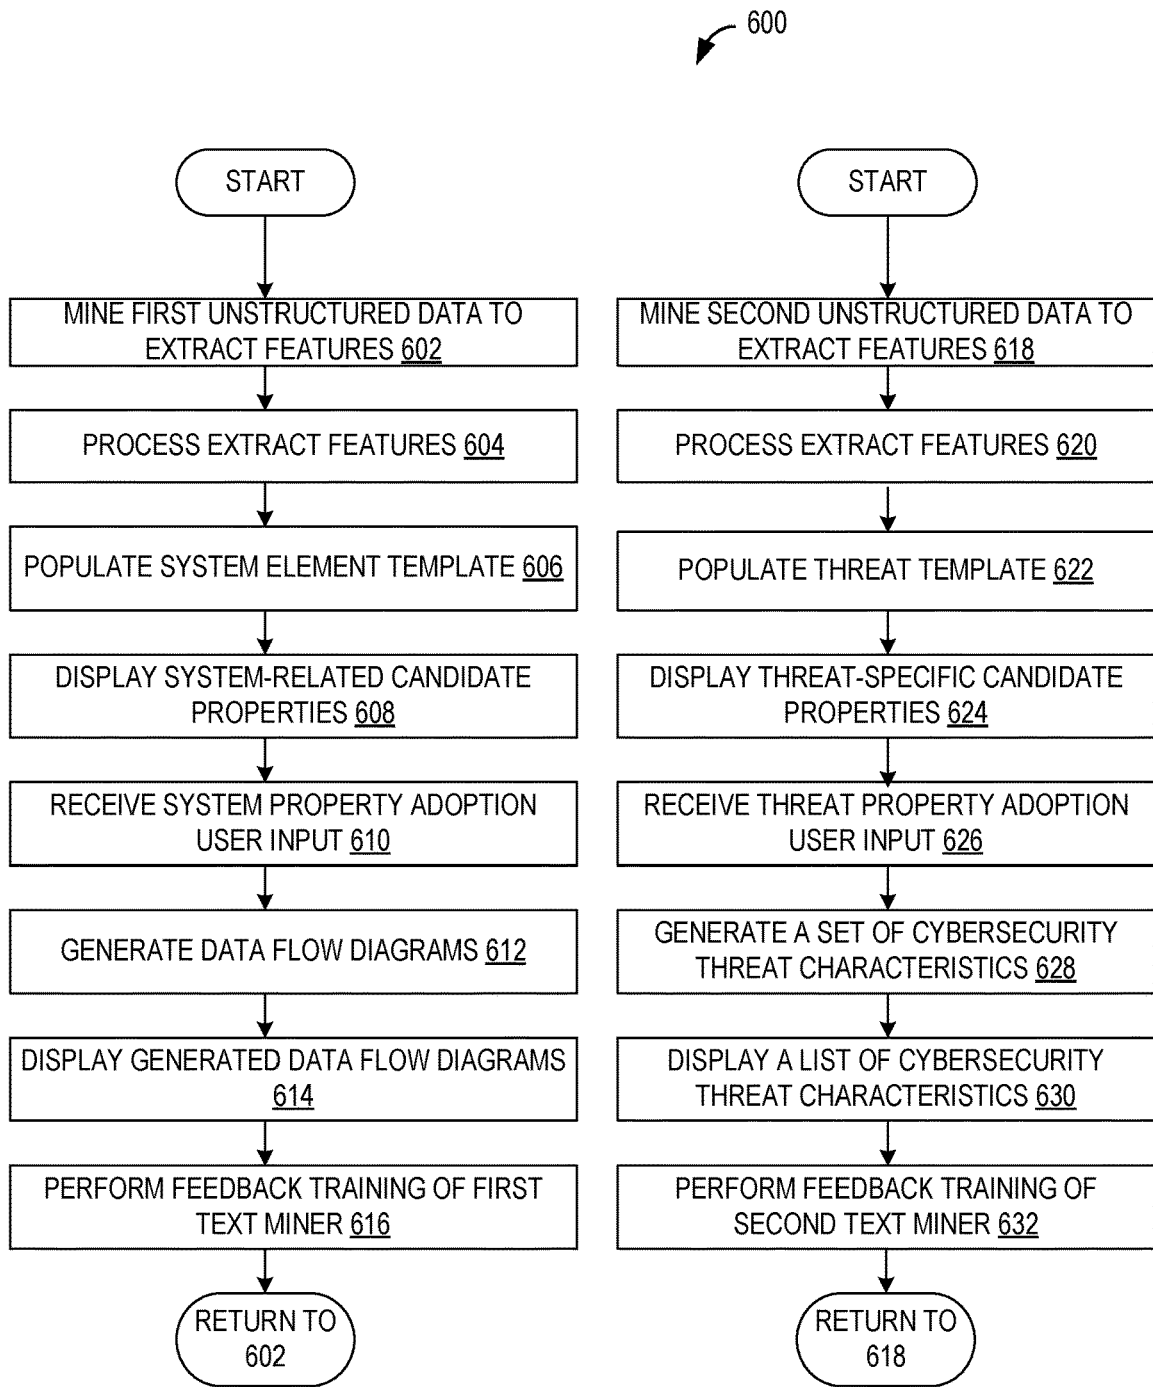 600
START
MINE FIRST UNSTRUCTURED DATA TO
EXTRACT FEATURES 602
PROCESS EXTRACT FEATURES 604
POPULATE SYSTEM ELEMENT TEMPLATE 606
DISPLAY SYSTEM-RELATED CANDIDATE
PROPERTIES 608
RECEIVE SYSTEM PROPERTY ADOPTION
USER INPUT 610
GENERATE DATA FLOW DIAGRAMS 612
DISPLAY GENERATED DATA FLOW DIAGRAMS
614
PERFORM FEEDBACK TRAINING OF FIRST
TEXT MINER 616
RETURN TO
602
START
MINE SECOND UNSTRUCTURED DATA TO
EXTRACT FEATURES 618
PROCESS EXTRACT FEATURES 620
POPULATE THREAT TEMPLATE 622
DISPLAY THREAT-SPECIFIC CANDIDATE
PROPERTIES 624
RECEIVE THREAT PROPERTY ADOPTION
USER INPUT 626
GENERATE A SET OF CYBERSECURITY
THREAT CHARACTERISTICS 628
DISPLAY A LIST OF CYBERSECURITY
THREAT CHARACTERISTICS 630
PERFORM FEEDBACK TRAINING OF
SECOND TEXT MINER 632
RETURN TO
618